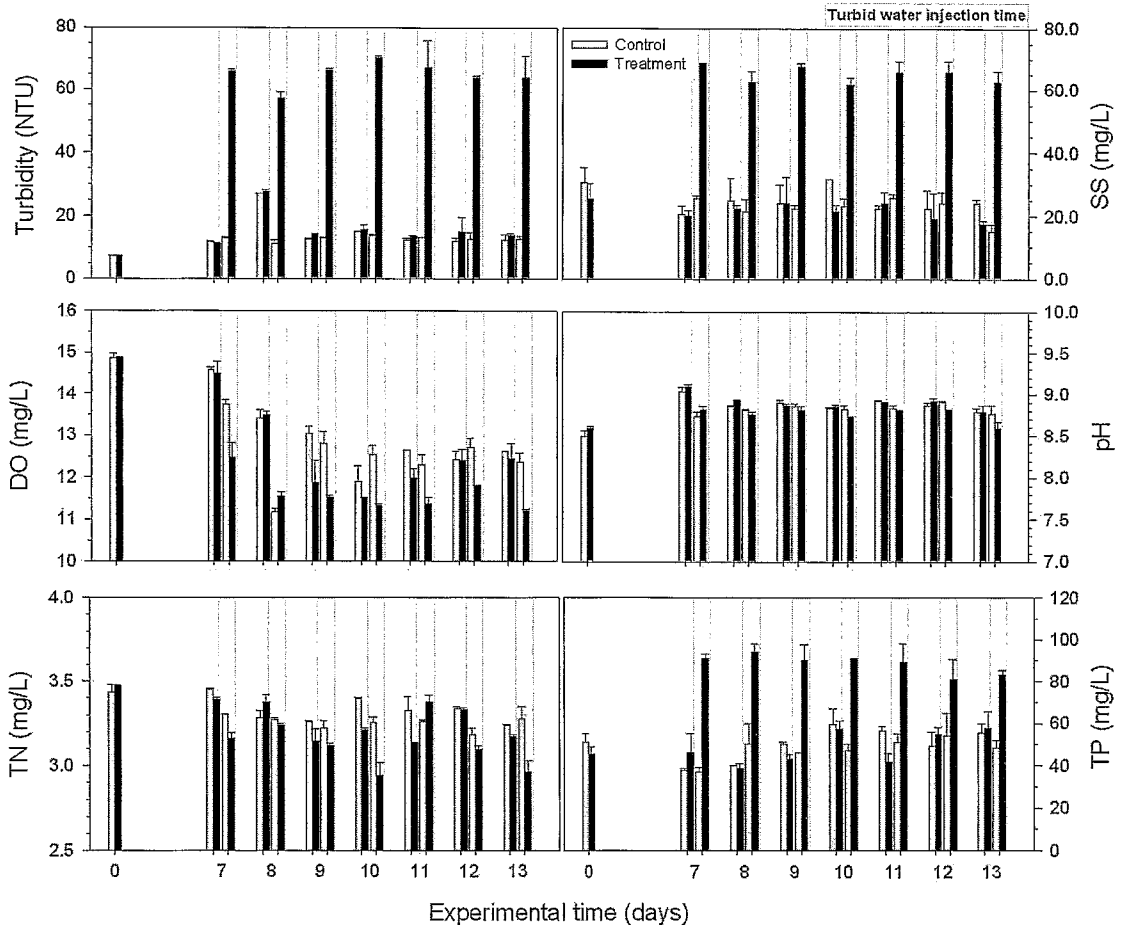 Turbid water injection time
Control
Treatment
Turbidity (NTU)
80
60
40
20
0
SS (mg/L)
80.0
60.0
40.0
20.0
0.0
DO (mg/L)
16
15
14
13
12
11
10
pH
10.0
9.5
9.0
8.5
8.0
7.5
7.0
TN (mg/L)
4.0
3.5
3.0
2.5
TP (mg/L)
120
100
80
60
40
20
0
0 7 8 9 10 11 12 13
0 7 8 9 10 11 12 13
Experimental time (days)